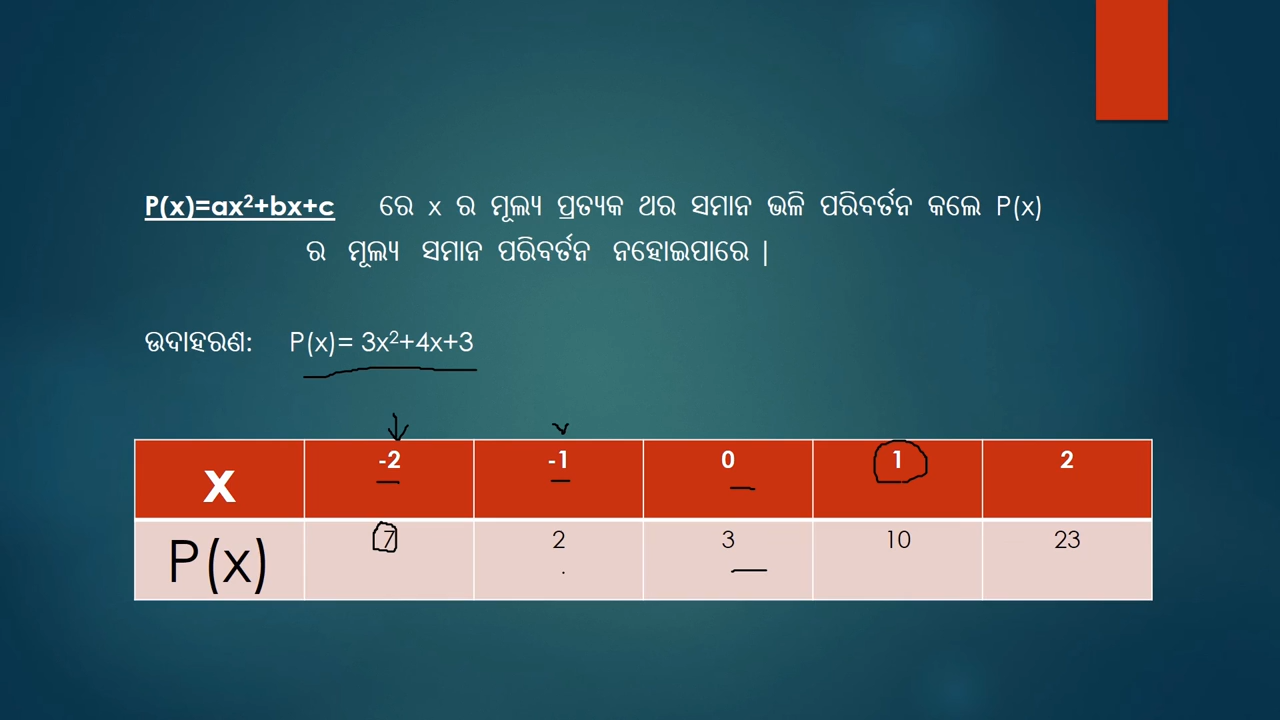 P(x)=ax²+bx+c ରେ x ର ମୂଲ୍ୟ ପ୍ରତ୍ୟକ ଥର ସମାନ ଭଳି ପରିବର୍ତନ କଲେ P(x)
ର ମୂଲ୍ୟ ସମାନ ପରିବର୍ତନ ନହୋଇପାରେ |
ଉଦାହରଣ: P(x)= 3x²+4x+3
x -2 -1 0 1 2
P(x) 7 2 3 10 23